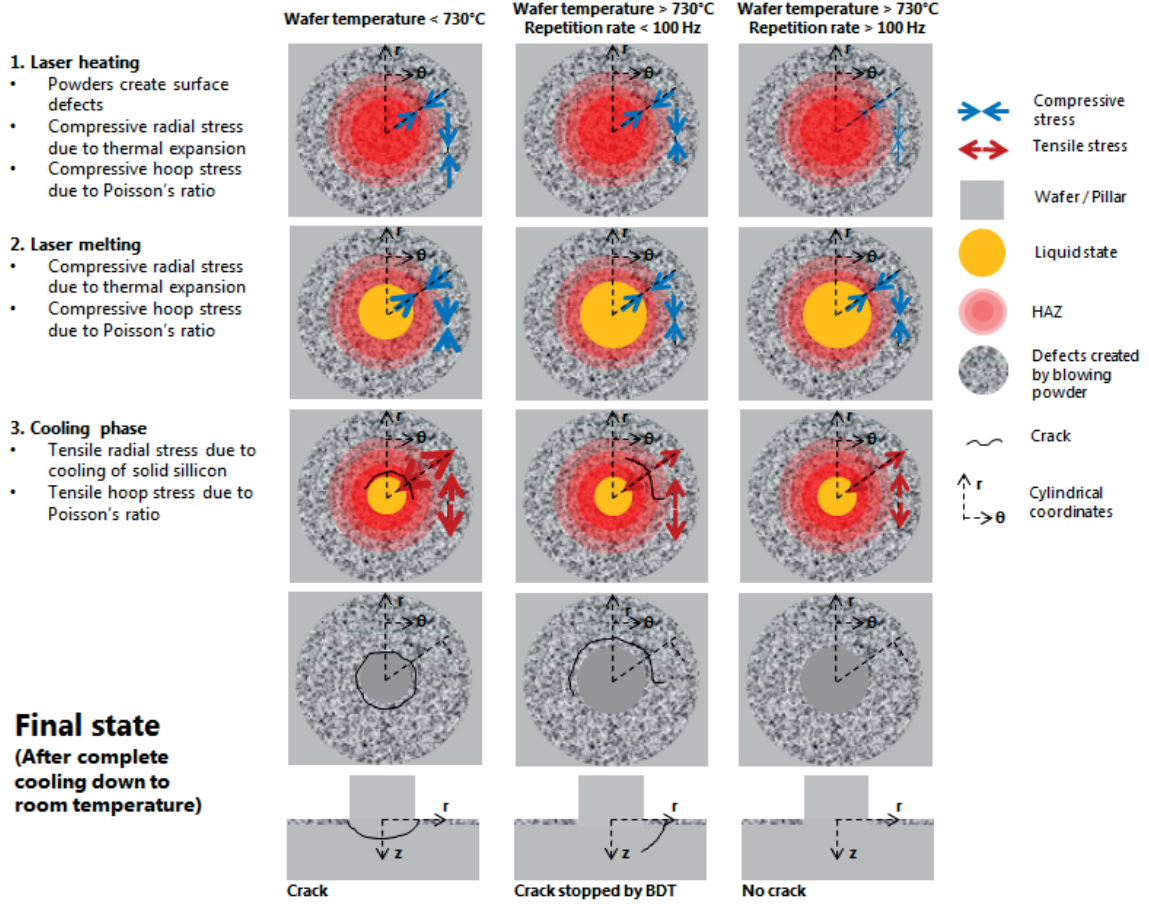 Wafer temperature < 730°C
Wafer temperature > 730°C
Repetition rate < 100 Hz
Wafer temperature > 730°C
Repetition rate > 100 Hz
1. Laser heating
• Powders create surface
defects
• Compressive radial stress
due to thermal expansion
• Compressive hoop stress
due to Poisson's ratio
r
θ
r
θ
r
θ
2. Laser melting
• Compressive radial stress
due to thermal expansion
• Compressive hoop stress
due to Poisson's ratio
r
θ
r
θ
r
θ
3. Cooling phase
• Tensile radial stress due to
cooling of solid sillicon
• Tensile hoop stress due to
Poisson's ratio
r
θ
r
θ
r
θ
Compressive
stress
Tensile stress
Wafer / Pillar
Liquid state
HAZ
Defects created
by blowing
powder
Crack
r
θ
Cylindrical
coordinates
Final state
(After complete
cooling down to
room temperature)
r
θ
r
θ
r
θ
r
z
r
z
r
z
Crack
Crack stopped by BDT
No crack